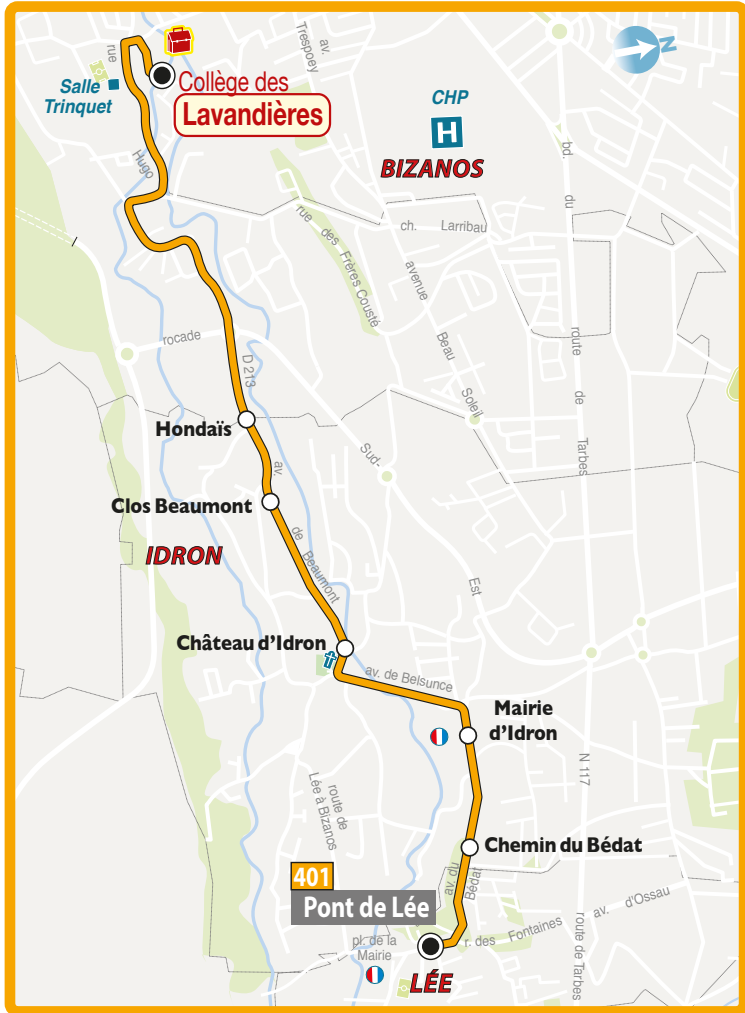 rue
av.
Trespoey
N
Collège des
Lavandières
Salle
Trinquet
CHP
H
BIZANOS
bd.
du
Hugo
rue
des
Frères Cousté
ch. Larribau
avenue
Beau
Soleil
route
de
Tarbes
rocade
D 213
Hondaïs
av.
Sud-
Clos Beaumont
de Beaumont
IDRON
Est
Château d'Idron
av. de Belsunce
Mairie
d'Idron
N 117
route de
Lée à Bizanos
Chemin du Bédat
401
Pont de Lée
av. du
Bédat
av. d'Ossau
pl. de la
Mairie
r. des Fontaines
route de Tarbes
LÉE